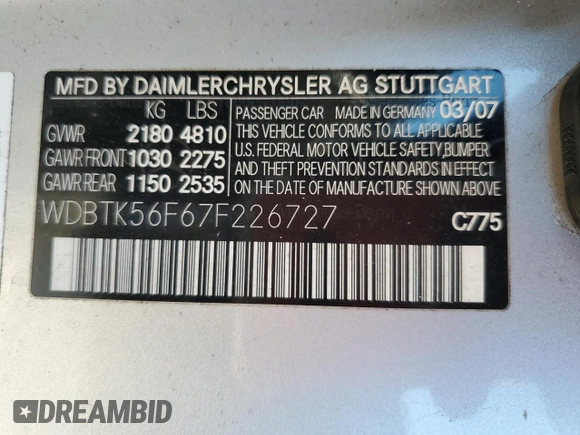 MFD BY DAIMLERCHRYSLER AG STUTTGART
KG LBS
GVWR 2180 4810
GAWR FRONT 1030 2275
GAWR REAR 1150 2535
PASSENGER CAR MADE IN GERMANY 03/07
THIS VEHICLE CONFORMS TO ALL APPLICABLE
U.S. FEDERAL MOTOR VEHICLE SAFETY, BUMPER
AND THEFT PREVENTION STANDARDS IN EFFECT
ON THE DATE OF MANUFACTURE SHOWN ABOVE.
WDBTK56F67F226727
C775
DREAMBID